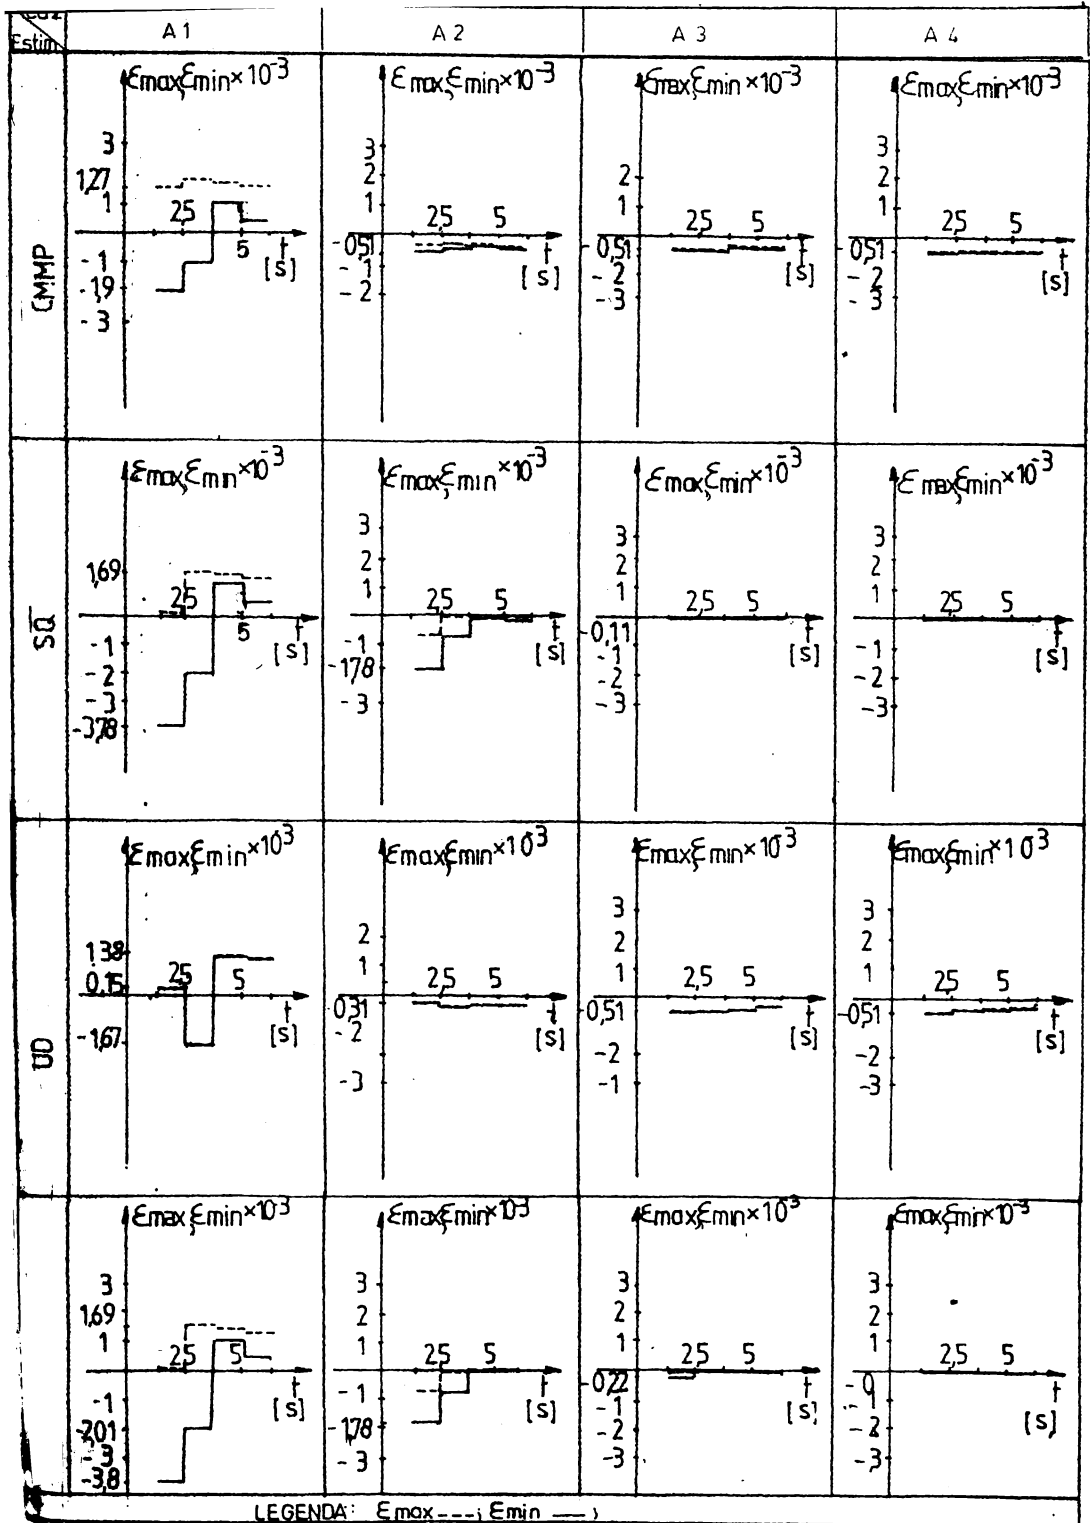 Estim
A1
A2
A3
A4
CMMP
εmax,εmin×10⁻³
3
1,27
1
2,5
5
t
[s]
-1
-1,9
-3
εmax,εmin×10⁻³
3
2
1
2,5
5
t
[s]
-0,51
-1
-2
εmax,εmin×10⁻³
2
1
2,5
5
t
[s]
-0,51
-2
-3
εmax,εmin×10⁻³
3
2
1
2,5
5
t
[s]
-0,51
-2
-3
SQ
εmax,εmin×10⁻³
1,69
2,5
5
t
[s]
-1
-2
-3
-3,78
εmax,εmin×10⁻³
3
2
1
2,5
5
t
[s]
-1
-1,78
-3
εmax,εmin×10⁻³
3
2
1
2,5
5
t
[s]
-0,11
-1
-2
-3
εmax,εmin×10⁻³
3
2
1
2,5
5
t
[s]
-1
-2
-3
UD
εmax,εmin×10³
1,38
0,15
2,5
5
t
[s]
-1,67
εmax,εmin×10⁻³
2
1
2,5
5
t
[s]
-0,31
-2
-3
εmax,εmin×10⁻³
3
2
1
2,5
5
t
[s]
-0,51
-2
-1
εmax,εmin×10⁻³
3
2
1
2,5
5
t
[s]
-0,51
-2
-3
εmax,εmin×10⁻³
3
1,69
1
2,5
5
t
[s]
-1
-2,01
-3
-3,8
εmax,εmin×10⁻³
3
2
1
2,5
5
t
[s]
-1
-1,78
-3
εmax,εmin×10⁻³
3
2
1
2,5
5
t
[s]
-0,22
-1
-2
-3
εmax,εmin×10⁻³
3
2
1
2,5
5
t
[s]
-0
-1
-2
-3
LEGENDA: εmax ---; εmin —;